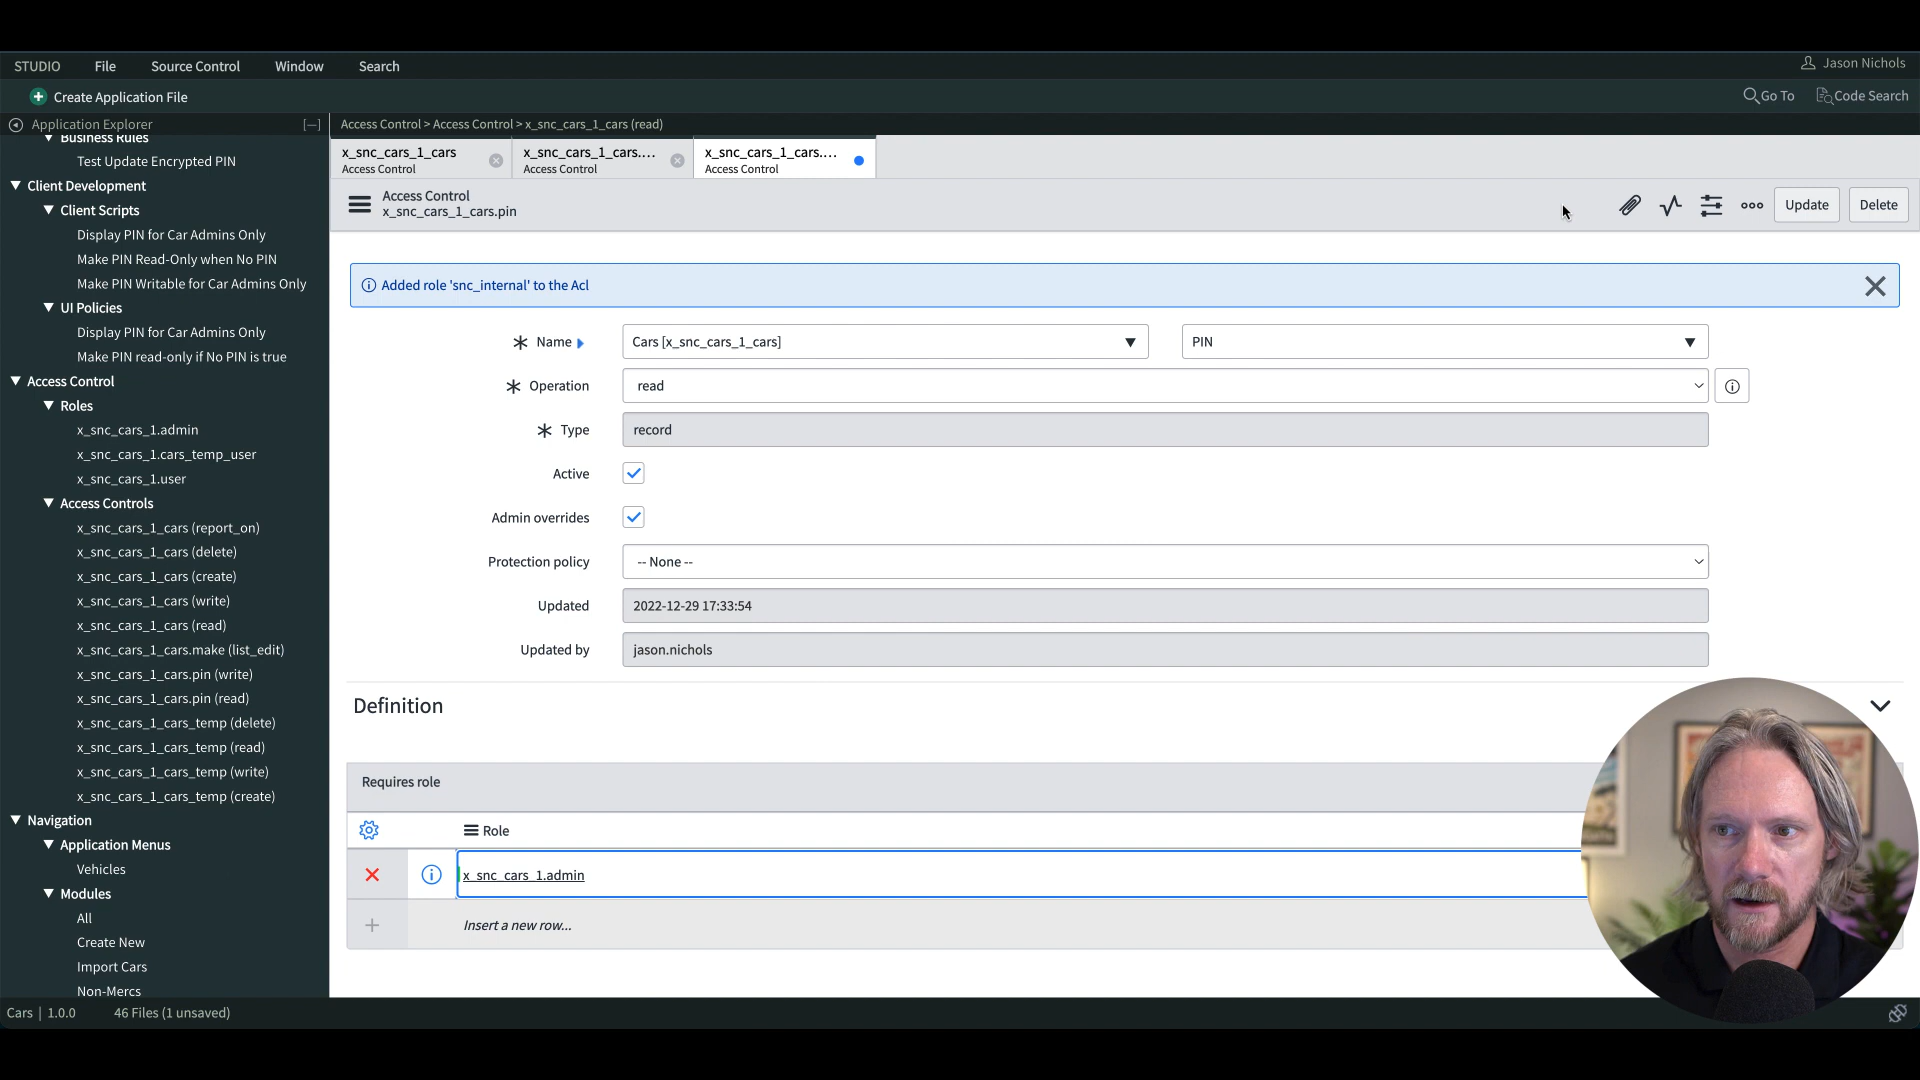 STUDIO File Source Control Window Search Jason Nichols
Create Application File Go To Code Search
Application Explorer [—]
Access Control > Access Control > x_snc_cars_1_cars (read)
Business Rules
Test Update Encrypted PIN
Client Development
Client Scripts
Display PIN for Car Admins Only
Make PIN Read-Only when No PIN
Make PIN Writable for Car Admins Only
UI Policies
Display PIN for Car Admins Only
Make PIN read-only if No PIN is true
Access Control
Roles
x_snc_cars_1.admin
x_snc_cars_1.cars_temp_user
x_snc_cars_1.user
Access Controls
x_snc_cars_1_cars (report_on)
x_snc_cars_1_cars (delete)
x_snc_cars_1_cars (create)
x_snc_cars_1_cars (write)
x_snc_cars_1_cars (read)
x_snc_cars_1_cars.make (list_edit)
x_snc_cars_1_cars.pin (write)
x_snc_cars_1_cars.pin (read)
x_snc_cars_1_cars_temp (delete)
x_snc_cars_1_cars_temp (read)
x_snc_cars_1_cars_temp (write)
x_snc_cars_1_cars_temp (create)
Navigation
Application Menus
Vehicles
Modules
All
Create New
Import Cars
Non-Mercs
x_snc_cars_1_cars
Access Control
x_snc_cars_1_cars....
Access Control
x_snc_cars_1_cars....
Access Control
Access Control
x_snc_cars_1_cars.pin
Update Delete
Added role 'snc_internal' to the Acl
Name Cars [x_snc_cars_1_cars] PIN
Operation read
Type record
Active
Admin overrides
Protection policy -- None --
Updated 2022-12-29 17:33:54
Updated by jason.nichols
Definition
Requires role
Role
x_snc_cars_1.admin
Insert a new row...
Cars | 1.0.0 46 Files (1 unsaved)